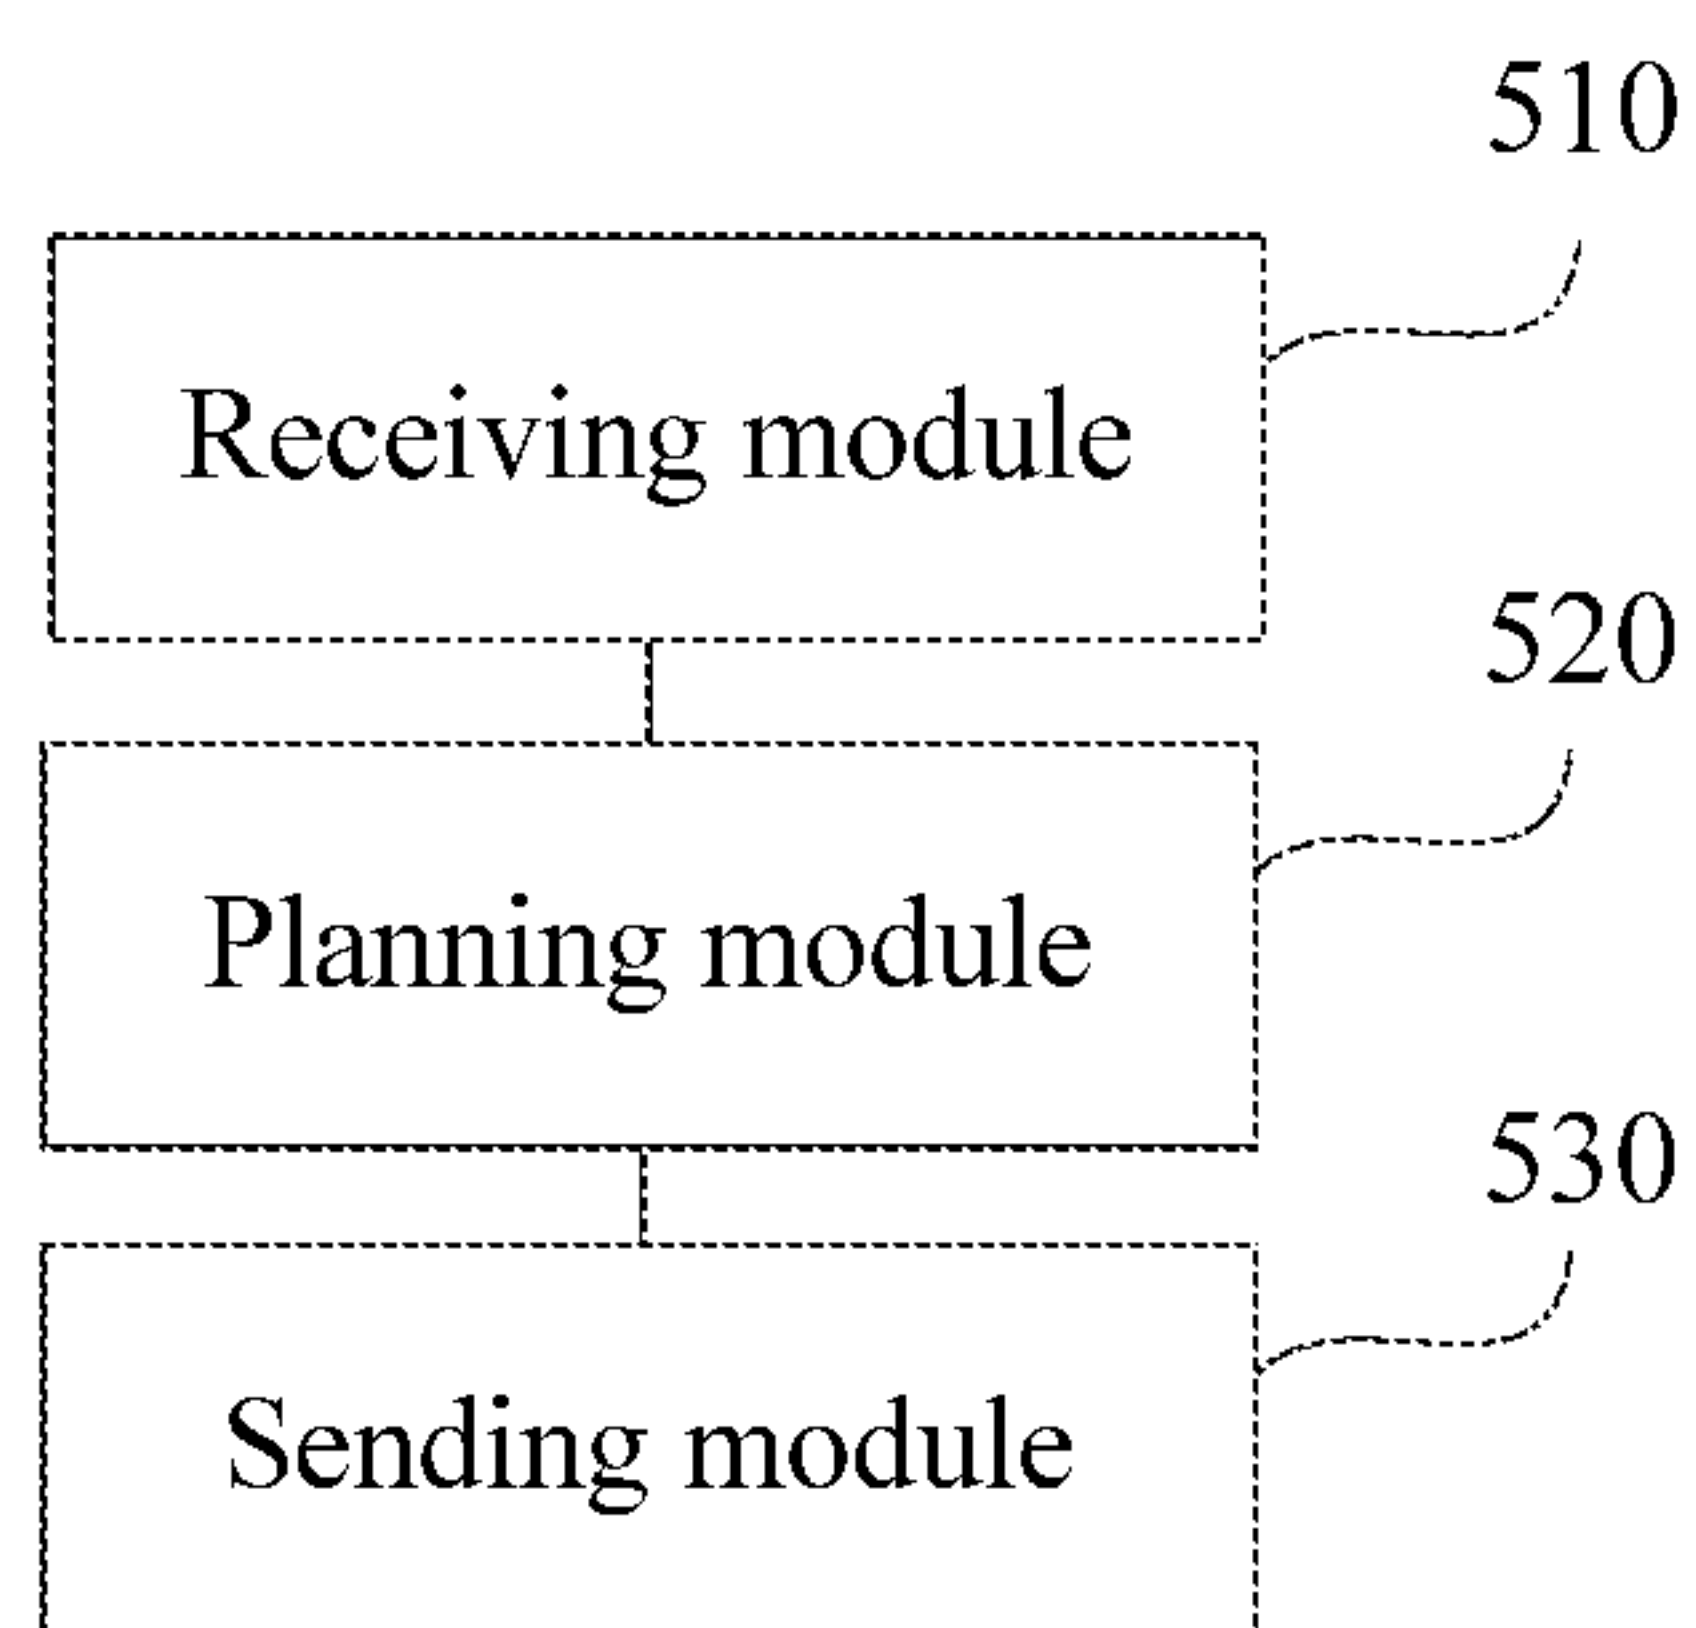 510
Receiving module
520
Planning module
530
Sending module